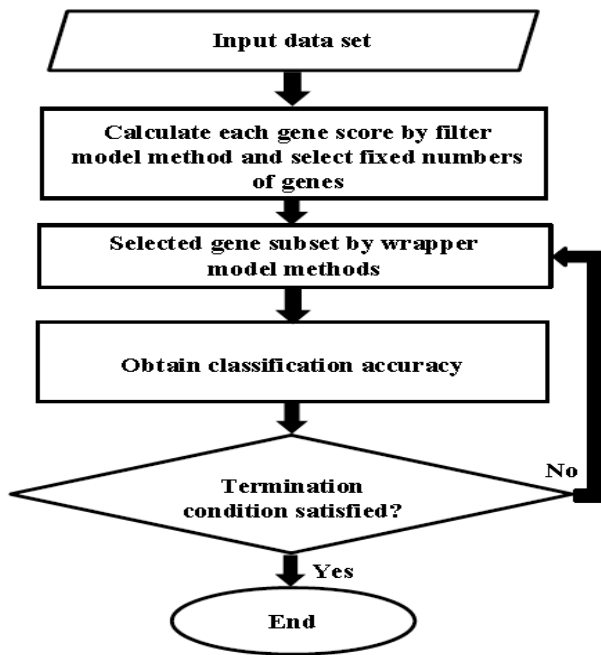 Input data set
Calculate each gene score by filter
model method and select fixed numbers
of genes
Selected gene subset by wrapper
model methods
Obtain classification accuracy
No
Termination
condition satisfied?
Yes
End